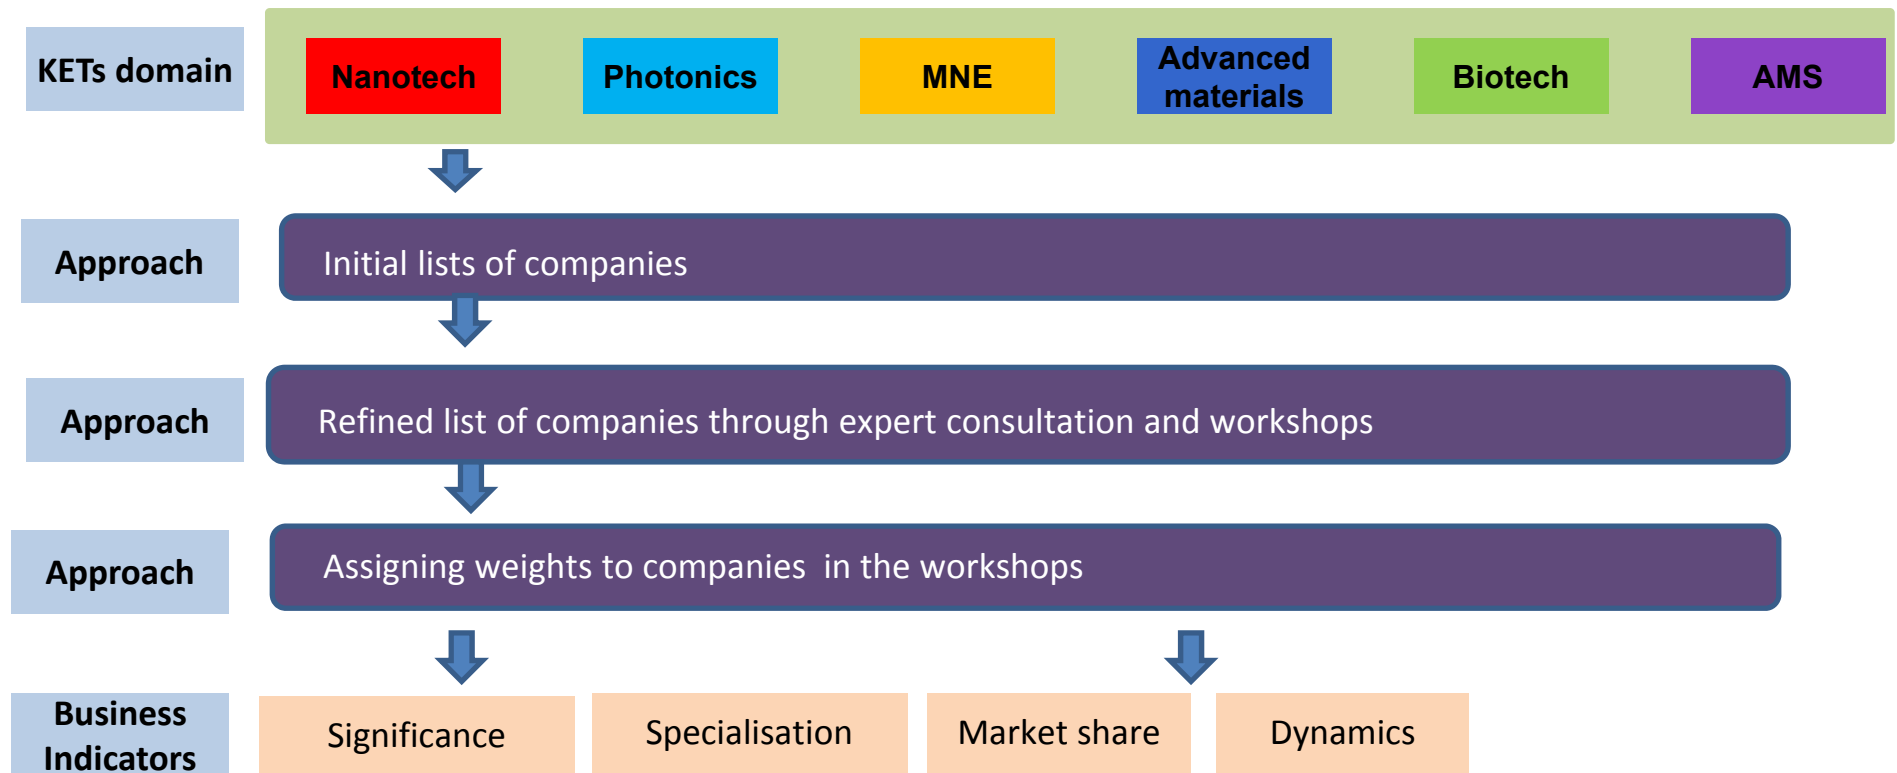 KETs domain
Nanotech
Photonics
MNE
Advanced
materials
Biotech
AMS
Approach
Initial lists of companies
Approach
Refined list of companies through expert consultation and workshops
Approach
Assigning weights to companies  in the workshops
Business
Indicators
Significance
Specialisation
Market share
Dynamics